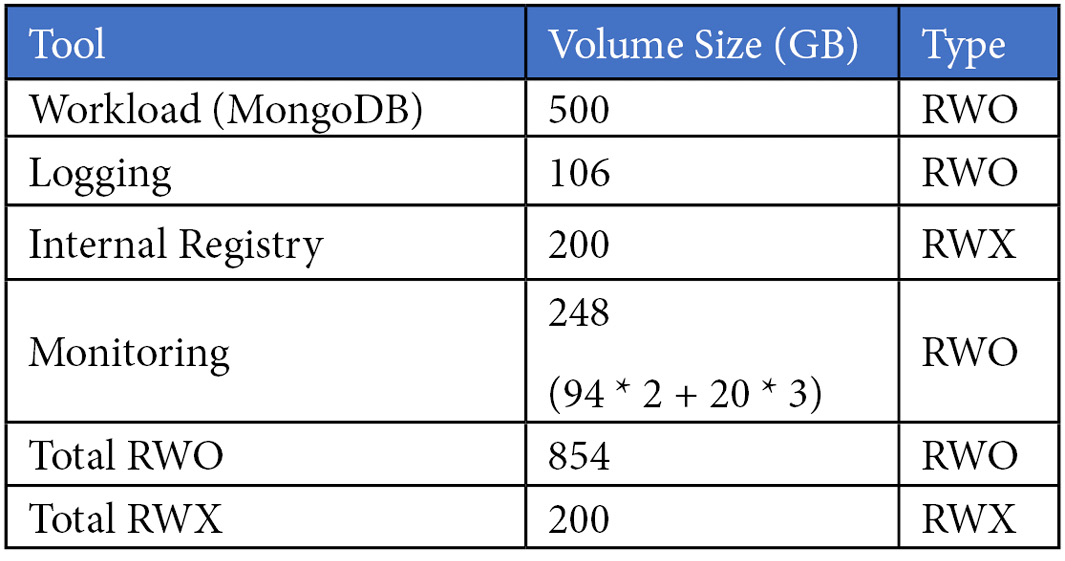 Tool Volume Size (GB) Type
Workload (MongoDB) 500 RWO
Logging 106 RWO
Internal Registry 200 RWX
Monitoring 248 (94 * 2 + 20 * 3) RWO
Total RWO 854 RWO
Total RWX 200 RWX